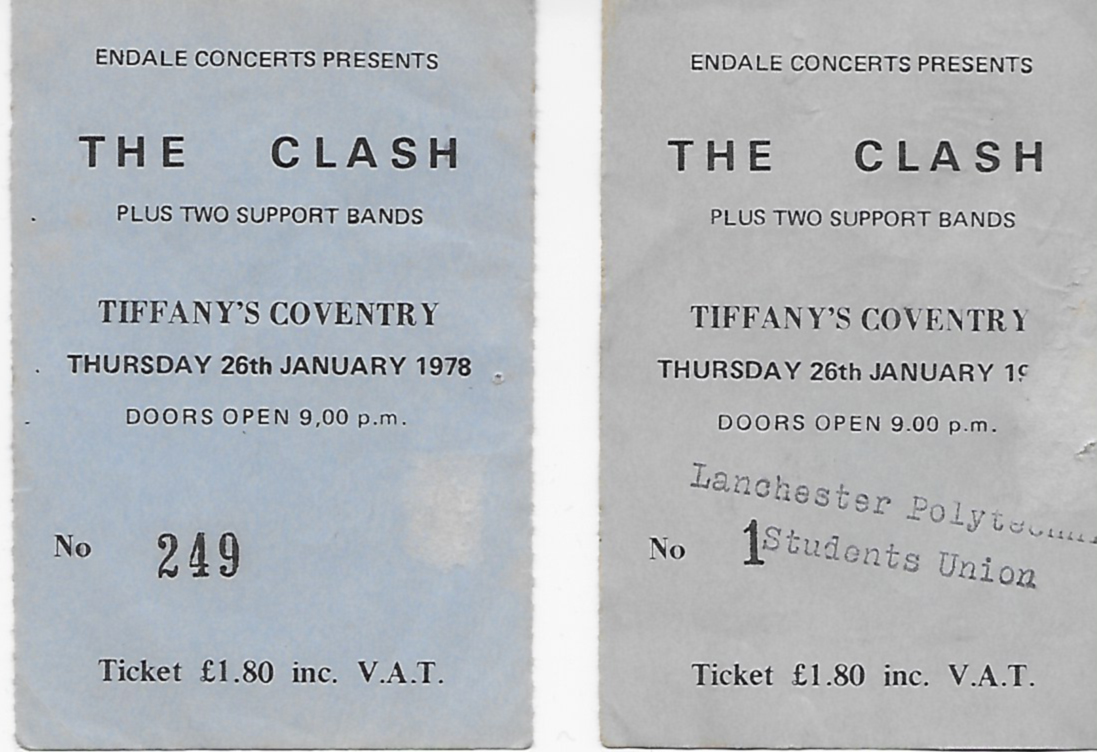 ENDALE CONCERTS PRESENTS
THE CLASH
PLUS TWO SUPPORT BANDS
TIFFANY'S COVENTRY
THURSDAY 26th JANUARY 1978
DOORS OPEN 9,00 p.m.
No 249
Ticket £1.80 inc. V.A.T.
ENDALE CONCERTS PRESENTS
THE CLASH
PLUS TWO SUPPORT BANDS
TIFFANY'S COVENTRY
THURSDAY 26th JANUARY
DOORS OPEN 9.00 p.m.
Lanchester
No 1
Students Union
Ticket £1.80 inc. V.A.T.